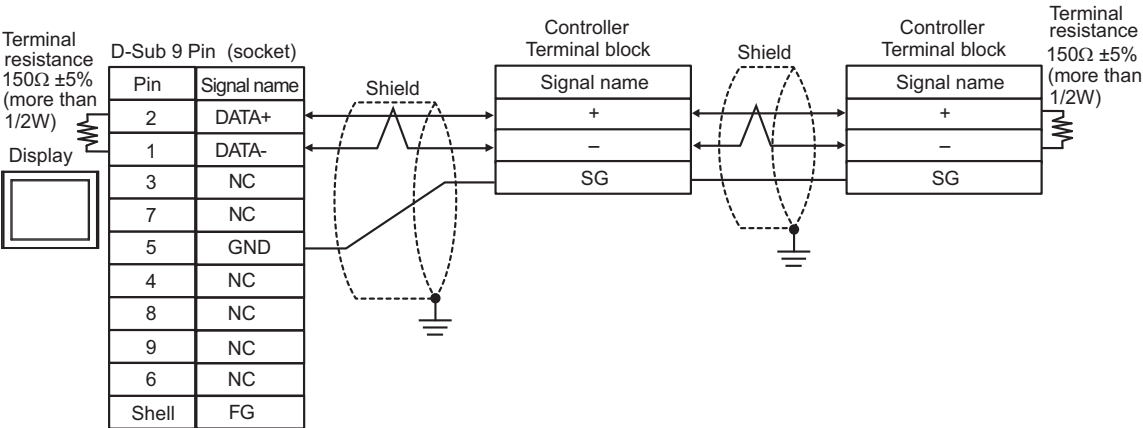 Terminal
resistance
150Ω ±5%
(more than
1/2W)
Display
D-Sub 9 Pin (socket)
Pin Signal name
2 DATA+
1 DATA-
3 NC
7 NC
5 GND
4 NC
8 NC
9 NC
6 NC
Shell FG
Shield
Controller
Terminal block
Signal name
+
–
SG
Shield
Controller
Terminal block
Signal name
+
–
SG
Terminal
resistance
150Ω ±5%
(more than
1/2W)